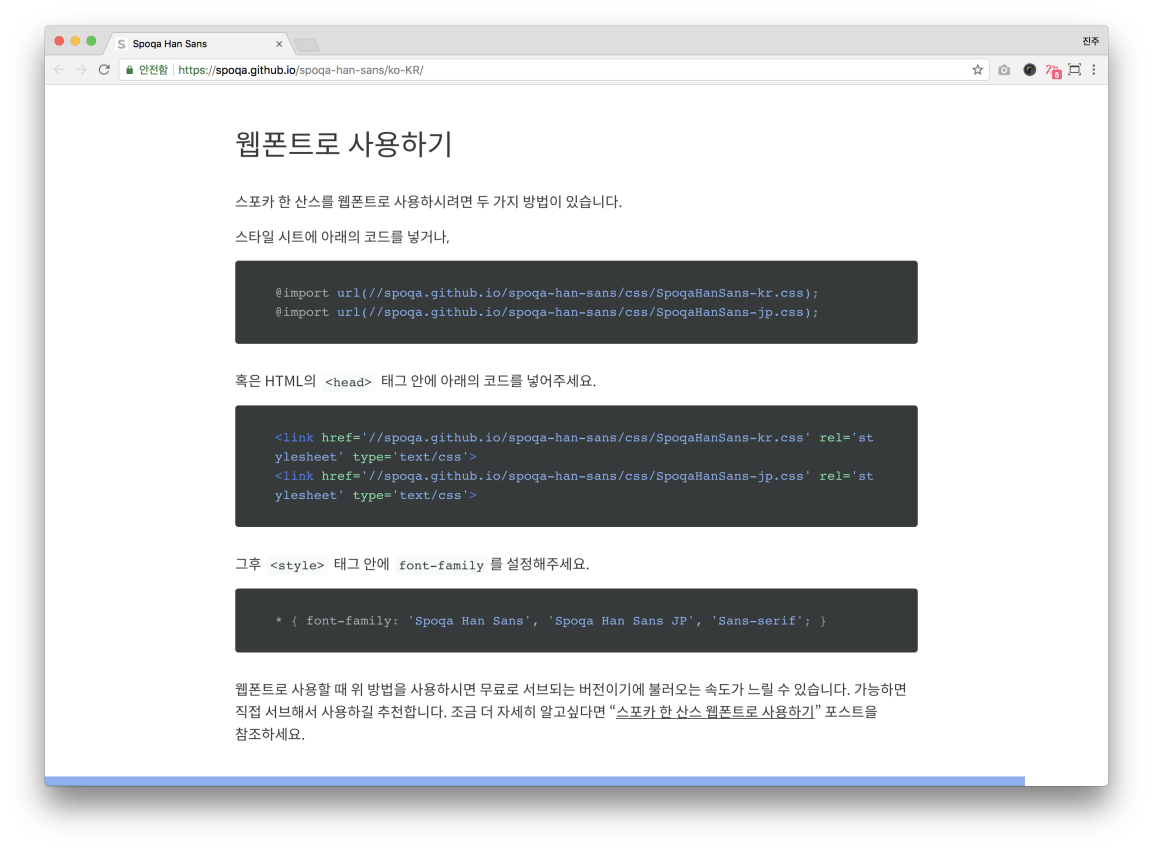 Spoqa Han Sans
진주
안전함 https://spoqa.github.io/spoqa-han-sans/ko-KR/
8
웹폰트로 사용하기
스포카 한 산스를 웹폰트로 사용하시려면 두 가지 방법이 있습니다.
스타일 시트에 아래의 코드를 넣거나,
@import url(//spoqa.github.io/spoqa-han-sans/css/SpoqaHanSans-kr.css);
@import url(//spoqa.github.io/spoqa-han-sans/css/SpoqaHanSans-jp.css);
혹은 HTML의 <head> 태그 안에 아래의 코드를 넣어주세요.
<link href='//spoqa.github.io/spoqa-han-sans/css/SpoqaHanSans-kr.css' rel='st
ylesheet' type='text/css'>
<link href='//spoqa.github.io/spoqa-han-sans/css/SpoqaHanSans-jp.css' rel='st
ylesheet' type='text/css'>
그후 <style> 태그 안에 font-family 를 설정해주세요.
* { font-family: 'Spoqa Han Sans', 'Spoqa Han Sans JP', 'Sans-serif'; }
웹폰트로 사용할 때 위 방법을 사용하시면 무료로 서브되는 버전이기에 불러오는 속도가 느릴 수 있습니다. 가능하면
직접 서브해서 사용하길 추천합니다. 조금 더 자세히 알고싶다면 “스포카 한 산스 웹폰트로 사용하기” 포스트을
참조하세요.